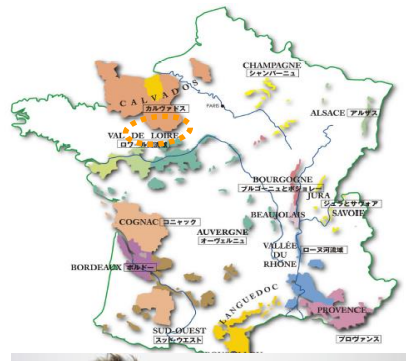 CHAMPAGNE
シャンパーニュ
CALVADOS
カルヴァドス
PARIS
ALSACE アルザス
VAL DE LOIRE
BOURGOGNE
ブルゴーニュとボジョレー
JURA
ジュラとサヴォア
SAVOIE
BEAUJOLAIS
COGNAC コニャック
AUVERGNE
オーヴェルニュ
VALLÉE
DU
RHÔNE
ローヌ河流域
BORDEAUX ボルドー
LANGUEDOC
PROVENCE
プロヴァンス
SUD-OUEST
スッド・ウエスト